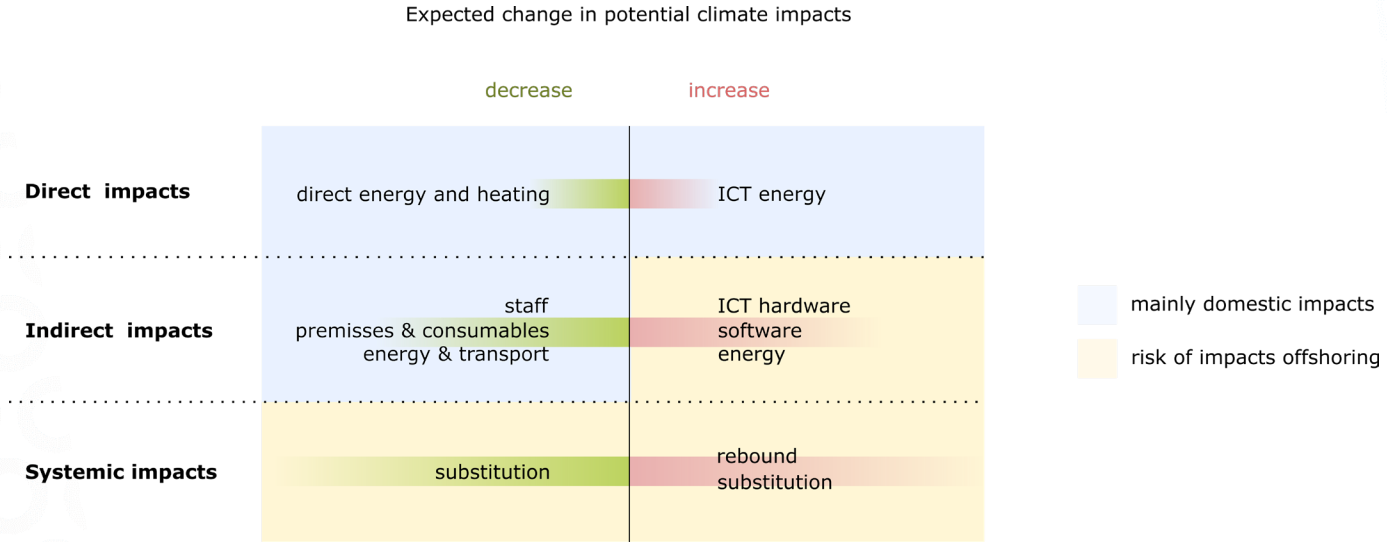 Expected change in potential climate impacts
decrease
increase
Direct impacts
direct energy and heating
ICT energy
Indirect impacts
staff
premisses & consumables
energy & transport
ICT hardware
software
energy
Systemic impacts
substitution
rebound
substitution
mainly domestic impacts
risk of impacts offshoring